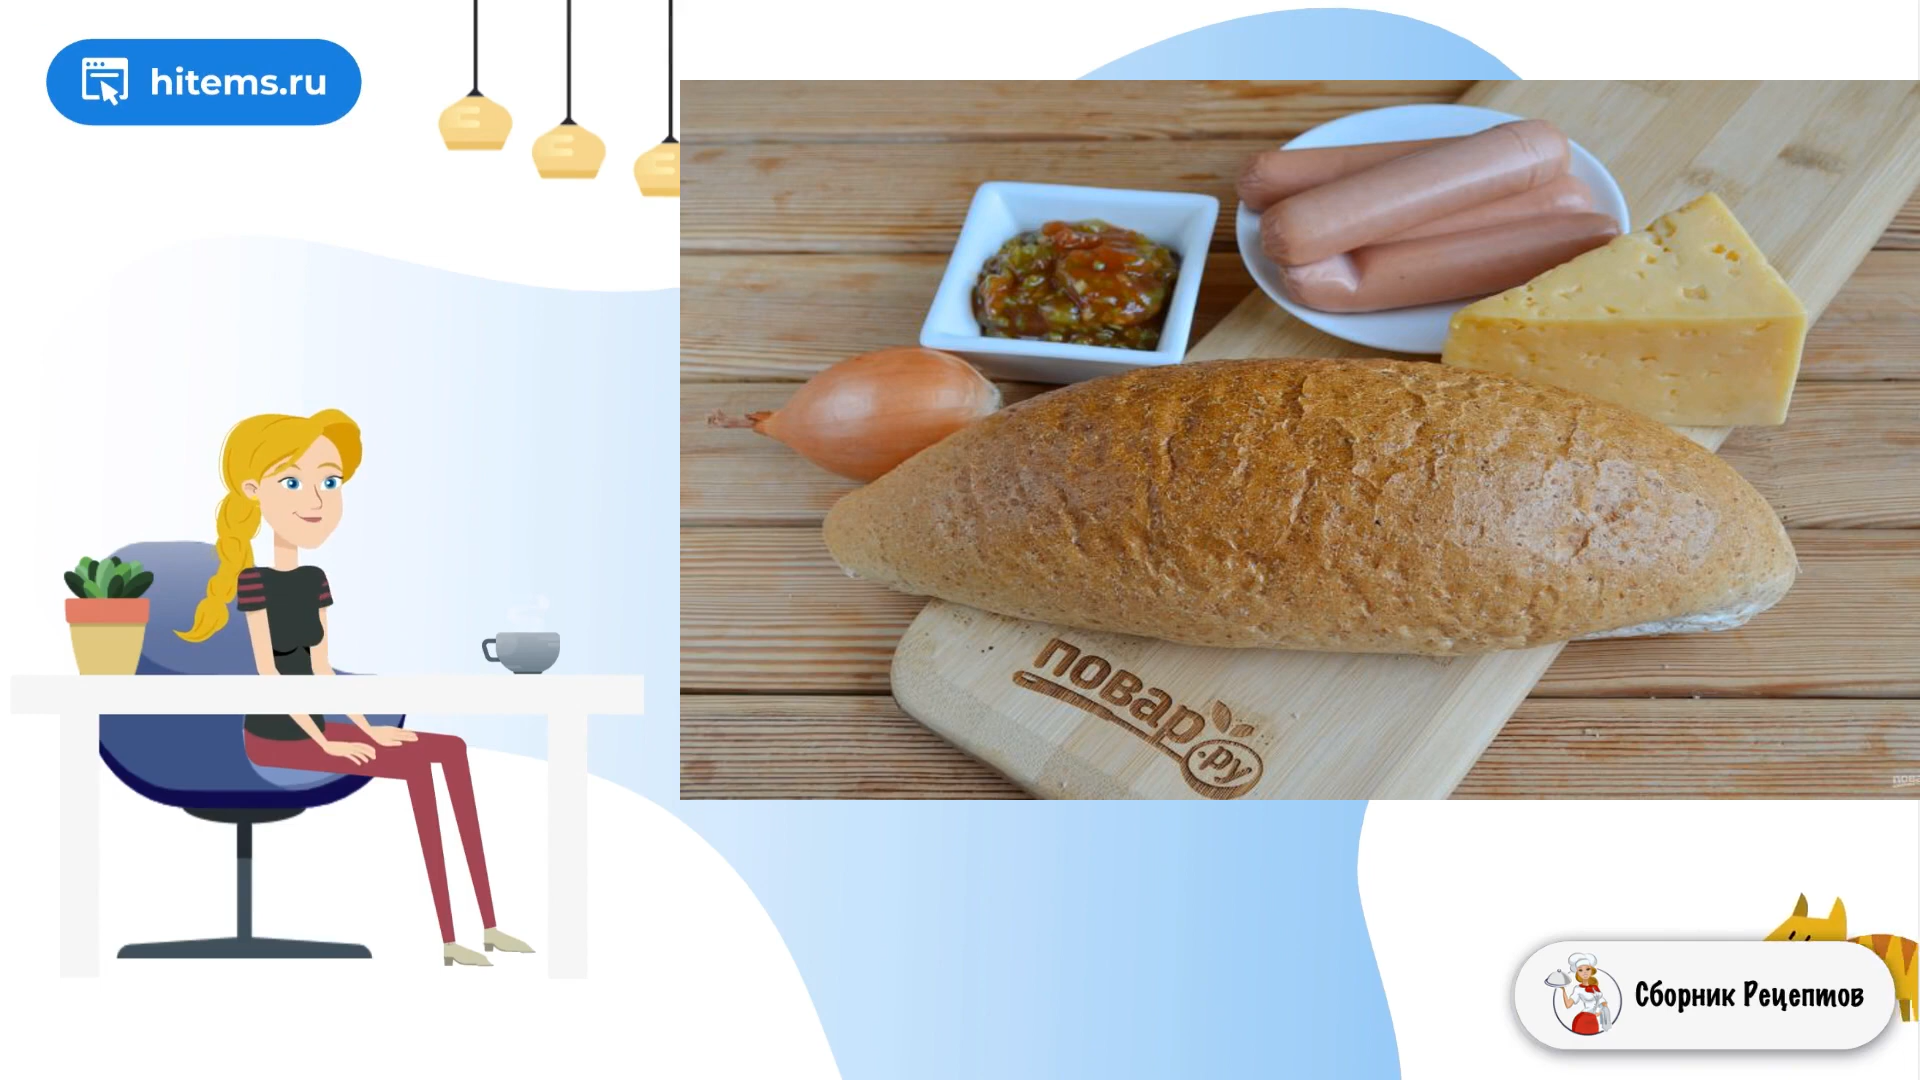 hitems.ru
повар
.ру
Сборник Рецептов